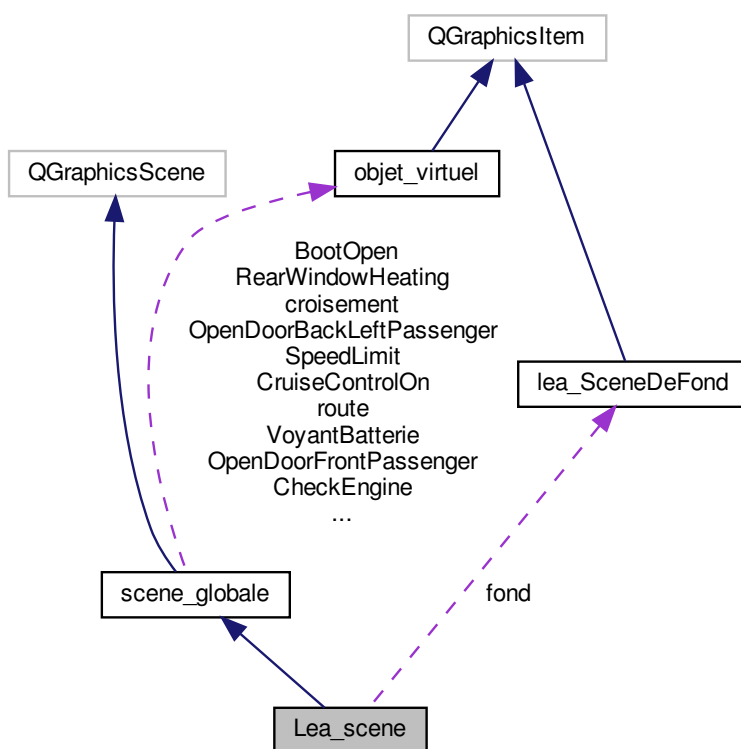 QGraphicsItem
QGraphicsScene
objet_virtuel
BootOpen
RearWindowHeating
croisement
OpenDoorBackLeftPassenger
SpeedLimit
CruiseControlOn
route
VoyantBatterie
OpenDoorFrontPassenger
CheckEngine
...
lea_SceneDeFond
scene_globale
fond
Lea_scene